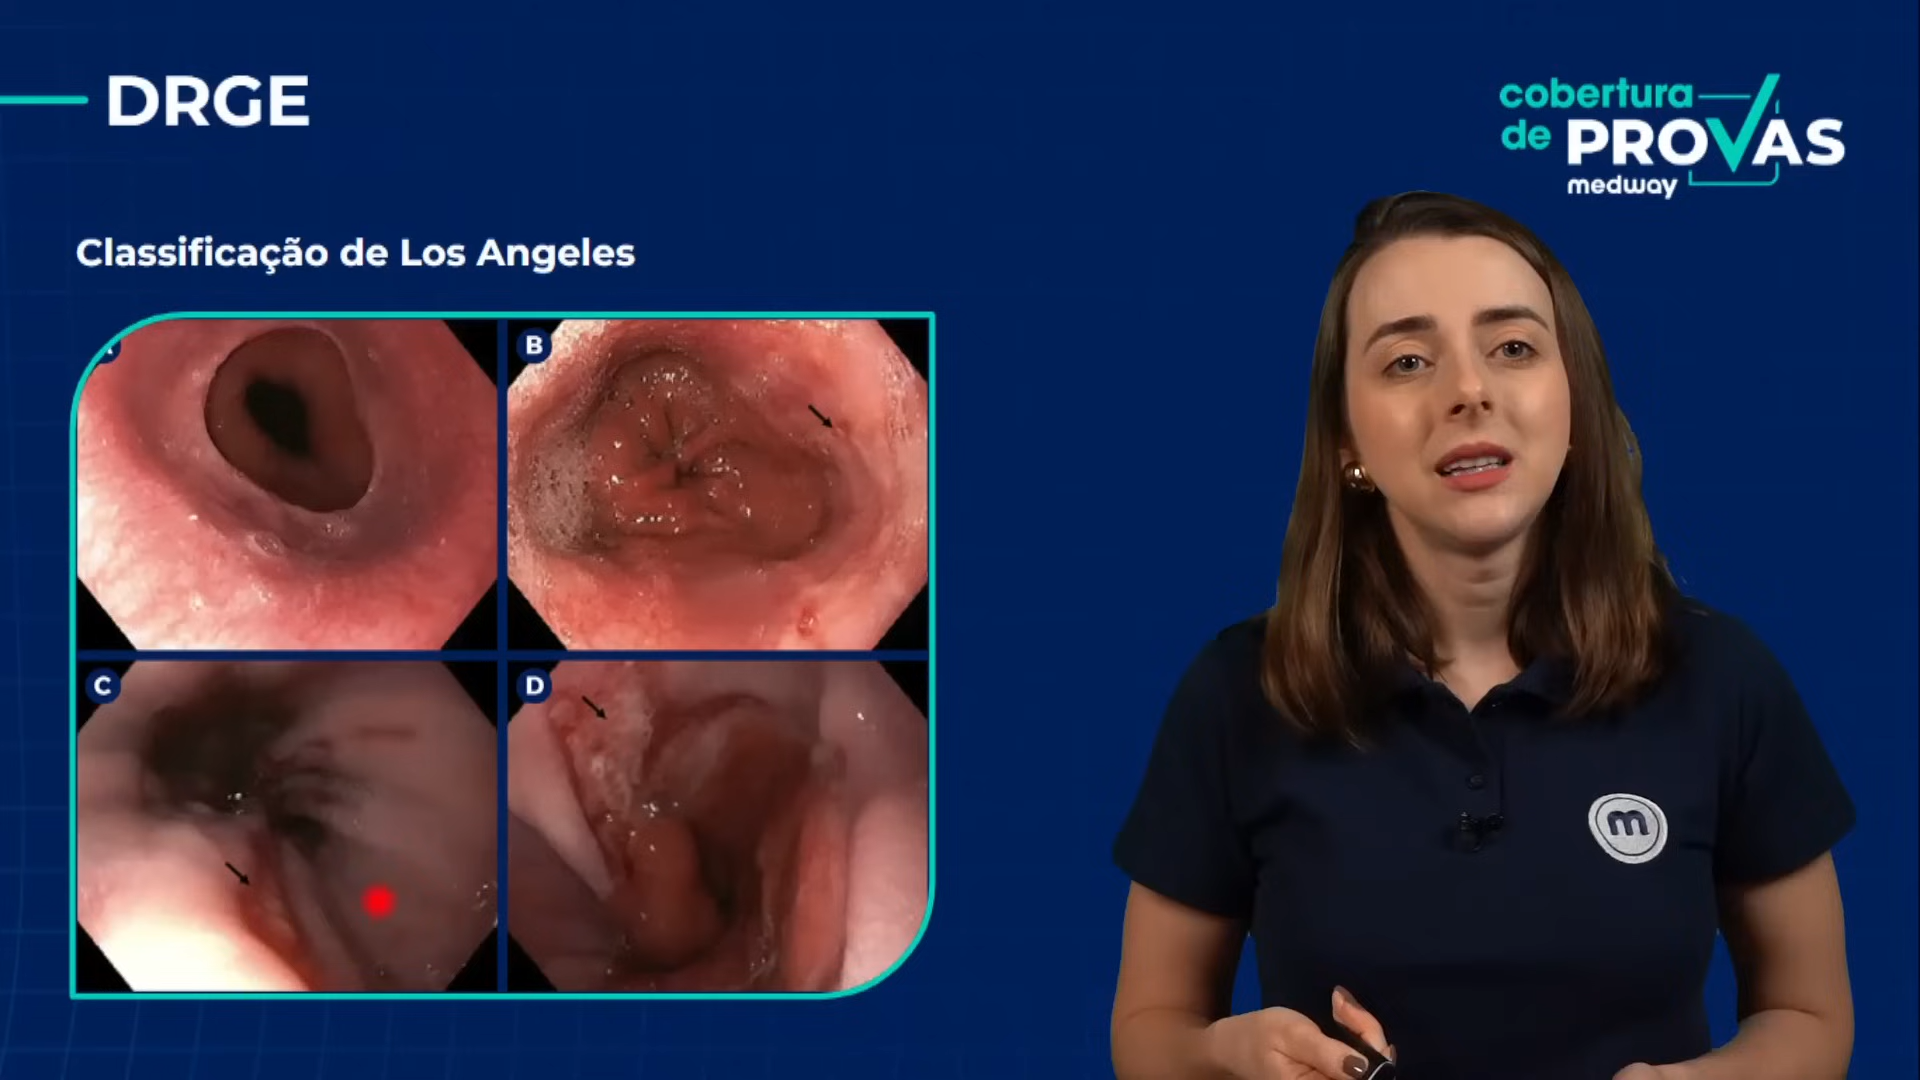 DRGE
cobertura
de PROVAS
medway
Classificação de Los Angeles
B
C
D
m